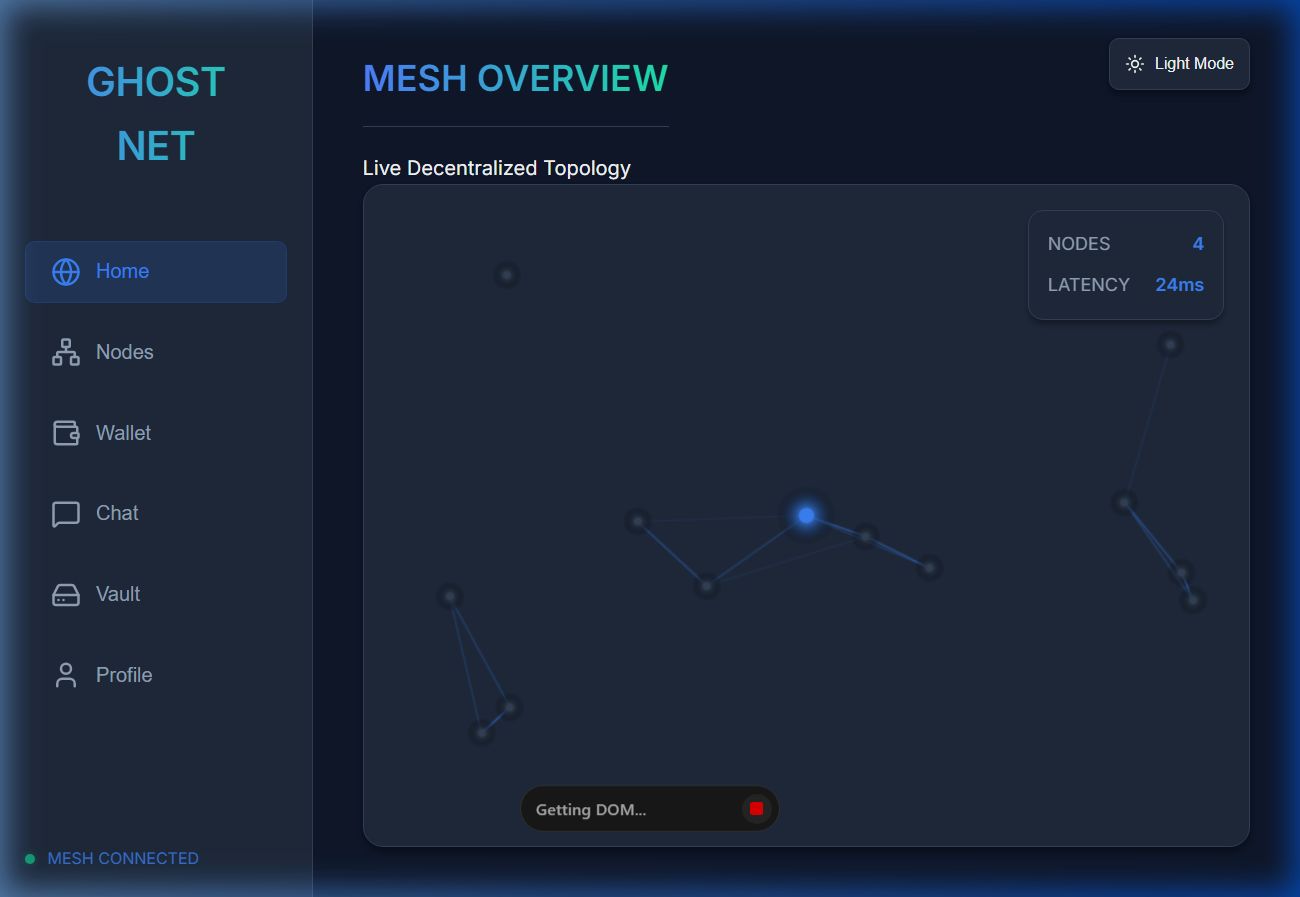 GHOST
NET
Home
Nodes
Wallet
Chat
Vault
Profile
MESH CONNECTED
MESH OVERVIEW
Light Mode
Live Decentralized Topology
NODES 4
LATENCY 24ms
Getting DOM...